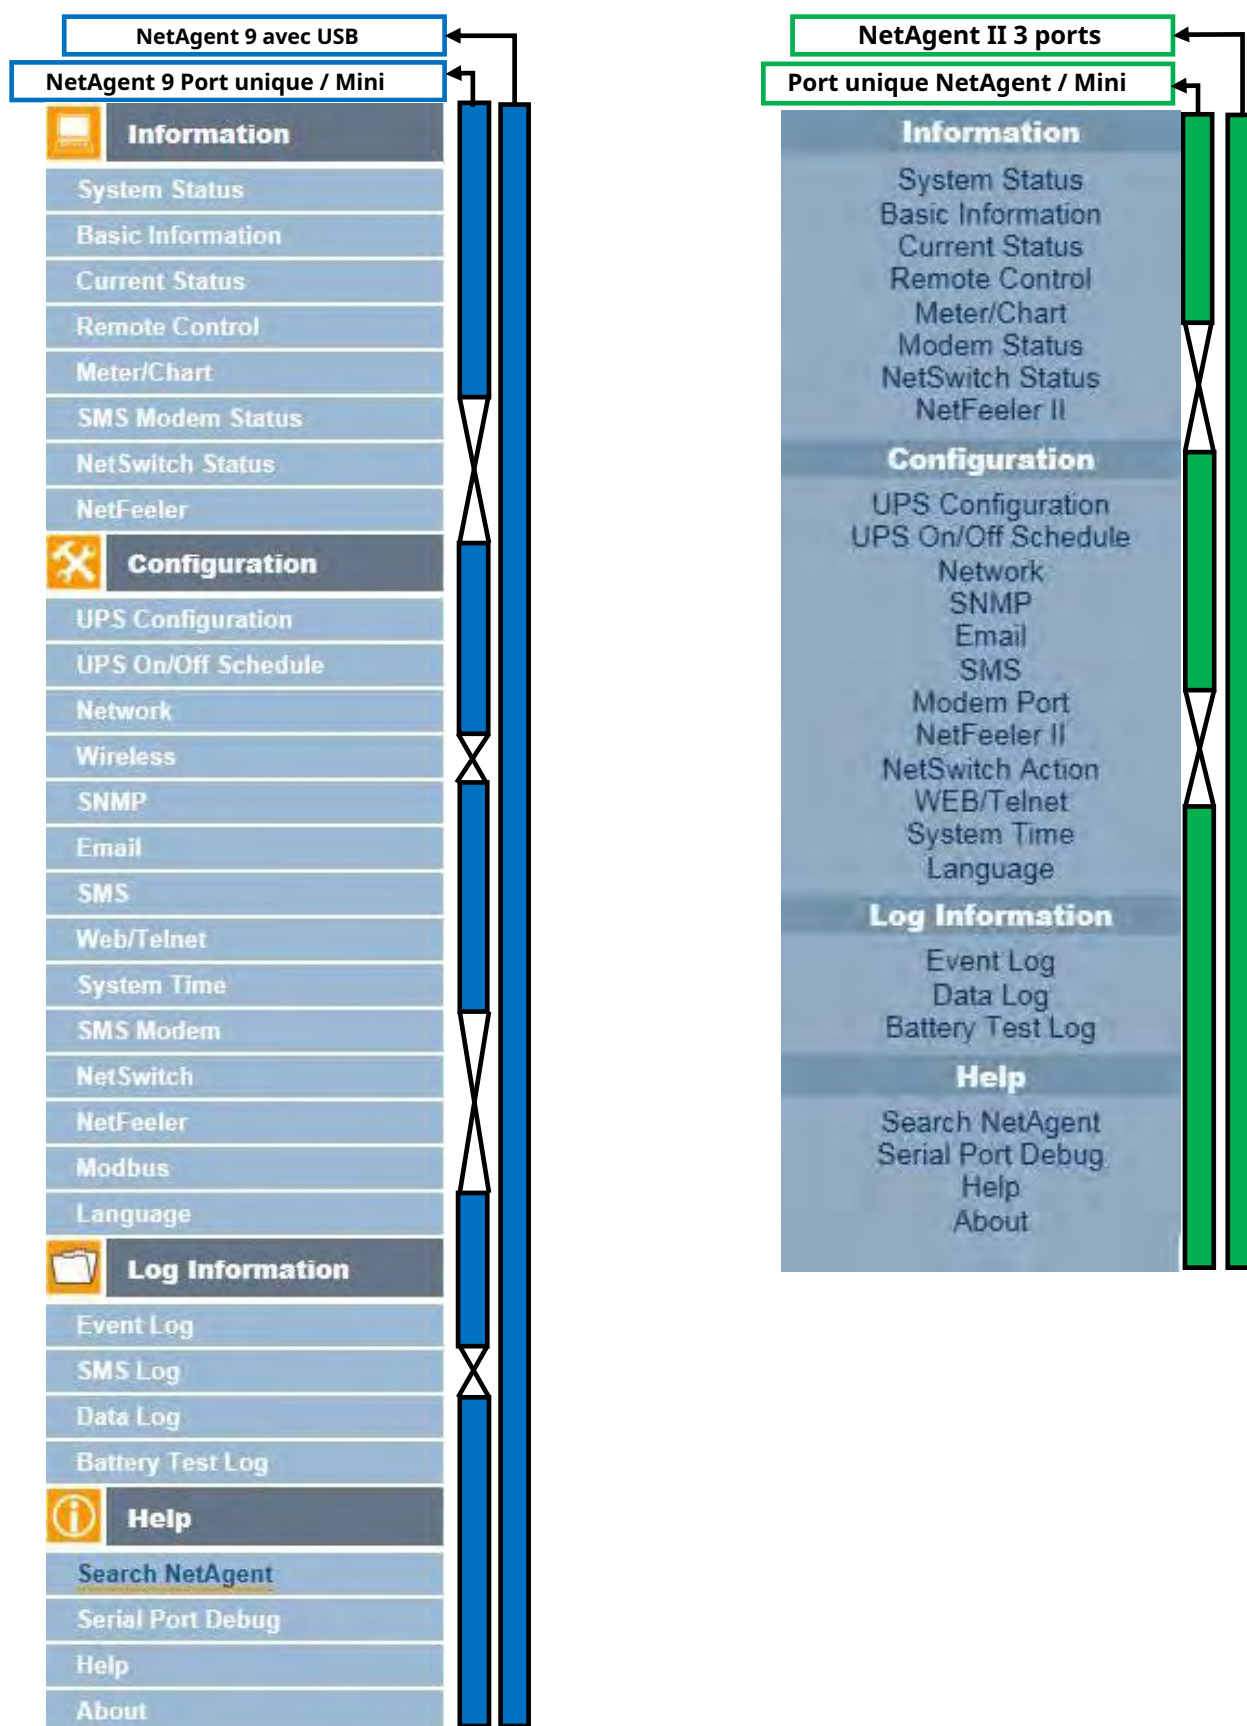 NetAgent 9 avec USB
NetAgent 9 Port unique / Mini
Information
System Status
Basic Information
Current Status
Remote Control
Meter/Chart
SMS Modem Status
NetSwitch Status
NetFeeler
Configuration
UPS Configuration
UPS On/Off Schedule
Network
Wireless
SNMP
Email
SMS
Web/Telnet
System Time
SMS Modem
NetSwitch
NetFeeler
Modbus
Language
Log Information
Event Log
SMS Log
Data Log
Battery Test Log
Help
Search NetAgent
Serial Port Debug
Help
About
NetAgent II 3 ports
Port unique NetAgent / Mini
Information
System Status
Basic Information
Current Status
Remote Control
Meter/Chart
Modem Status
NetSwitch Status
NetFeeler II
Configuration
UPS Configuration
UPS On/Off Schedule
Network
SNMP
Email
SMS
Modem Port
NetFeeler II
NetSwitch Action
WEB/Telnet
System Time
Language
Log Information
Event Log
Data Log
Battery Test Log
Help
Search NetAgent
Serial Port Debug
Help
About